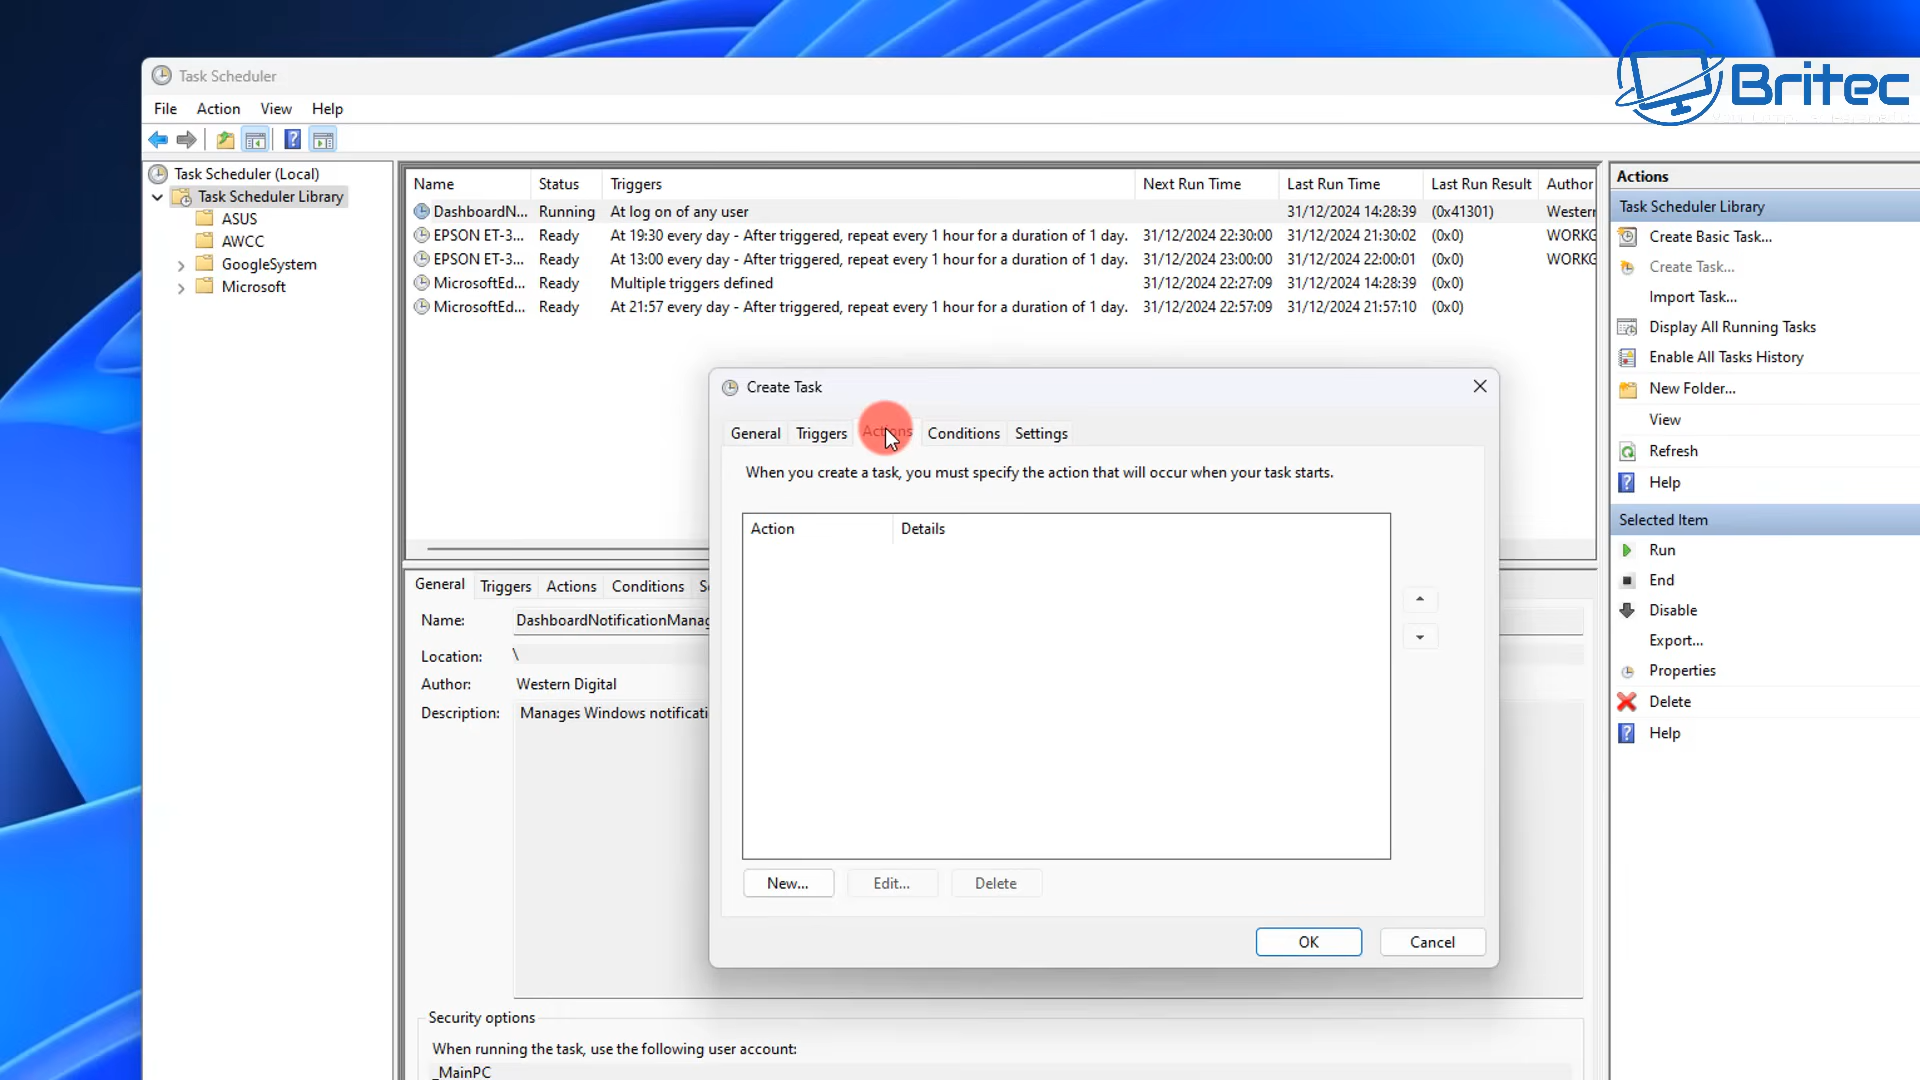 Britec
Task Scheduler
File Action View Help
Task Scheduler (Local)
Task Scheduler Library
ASUS
AWCC
GoogleSystem
Microsoft
Name Status Triggers Next Run Time Last Run Time Last Run Result Author
DashboardN... Running At log on of any user 31/12/2024 14:28:39 (0x41301) Western
EPSON ET-3... Ready At 19:30 every day - After triggered, repeat every 1 hour for a duration of 1 day. 31/12/2024 22:30:00 31/12/2024 21:30:02 (0x0) WORKG
EPSON ET-3... Ready At 13:00 every day - After triggered, repeat every 1 hour for a duration of 1 day. 31/12/2024 23:00:00 31/12/2024 22:00:01 (0x0) WORKG
MicrosoftEd... Ready Multiple triggers defined 31/12/2024 22:27:09 31/12/2024 14:28:39 (0x0)
MicrosoftEd... Ready At 21:57 every day - After triggered, repeat every 1 hour for a duration of 1 day. 31/12/2024 22:57:09 31/12/2024 21:57:10 (0x0)
Create Task
General Triggers Actions Conditions Settings
When you create a task, you must specify the action that will occur when your task starts.
Action Details
New... Edit... Delete
OK Cancel
General Triggers Actions Conditions S
Name: DashboardNotificationManag
Location: \
Author: Western Digital
Description: Manages Windows notificati
Security options
When running the task, use the following user account:
_MainPC
Actions
Task Scheduler Library
Create Basic Task...
Create Task...
Import Task...
Display All Running Tasks
Enable All Tasks History
New Folder...
View
Refresh
Help
Selected Item
Run
End
Disable
Export...
Properties
Delete
Help